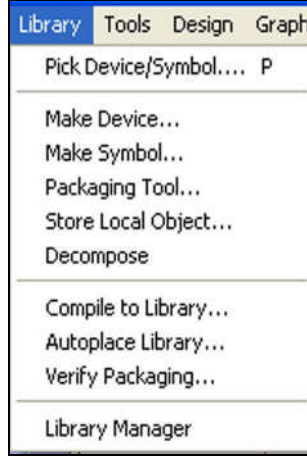 Library Tools Design Graph
Pick Device/Symbol.... P
Make Device...
Make Symbol...
Packaging Tool...
Store Local Object...
Decompose
Compile to Library...
Autoplace Library...
Verify Packaging...
Library Manager